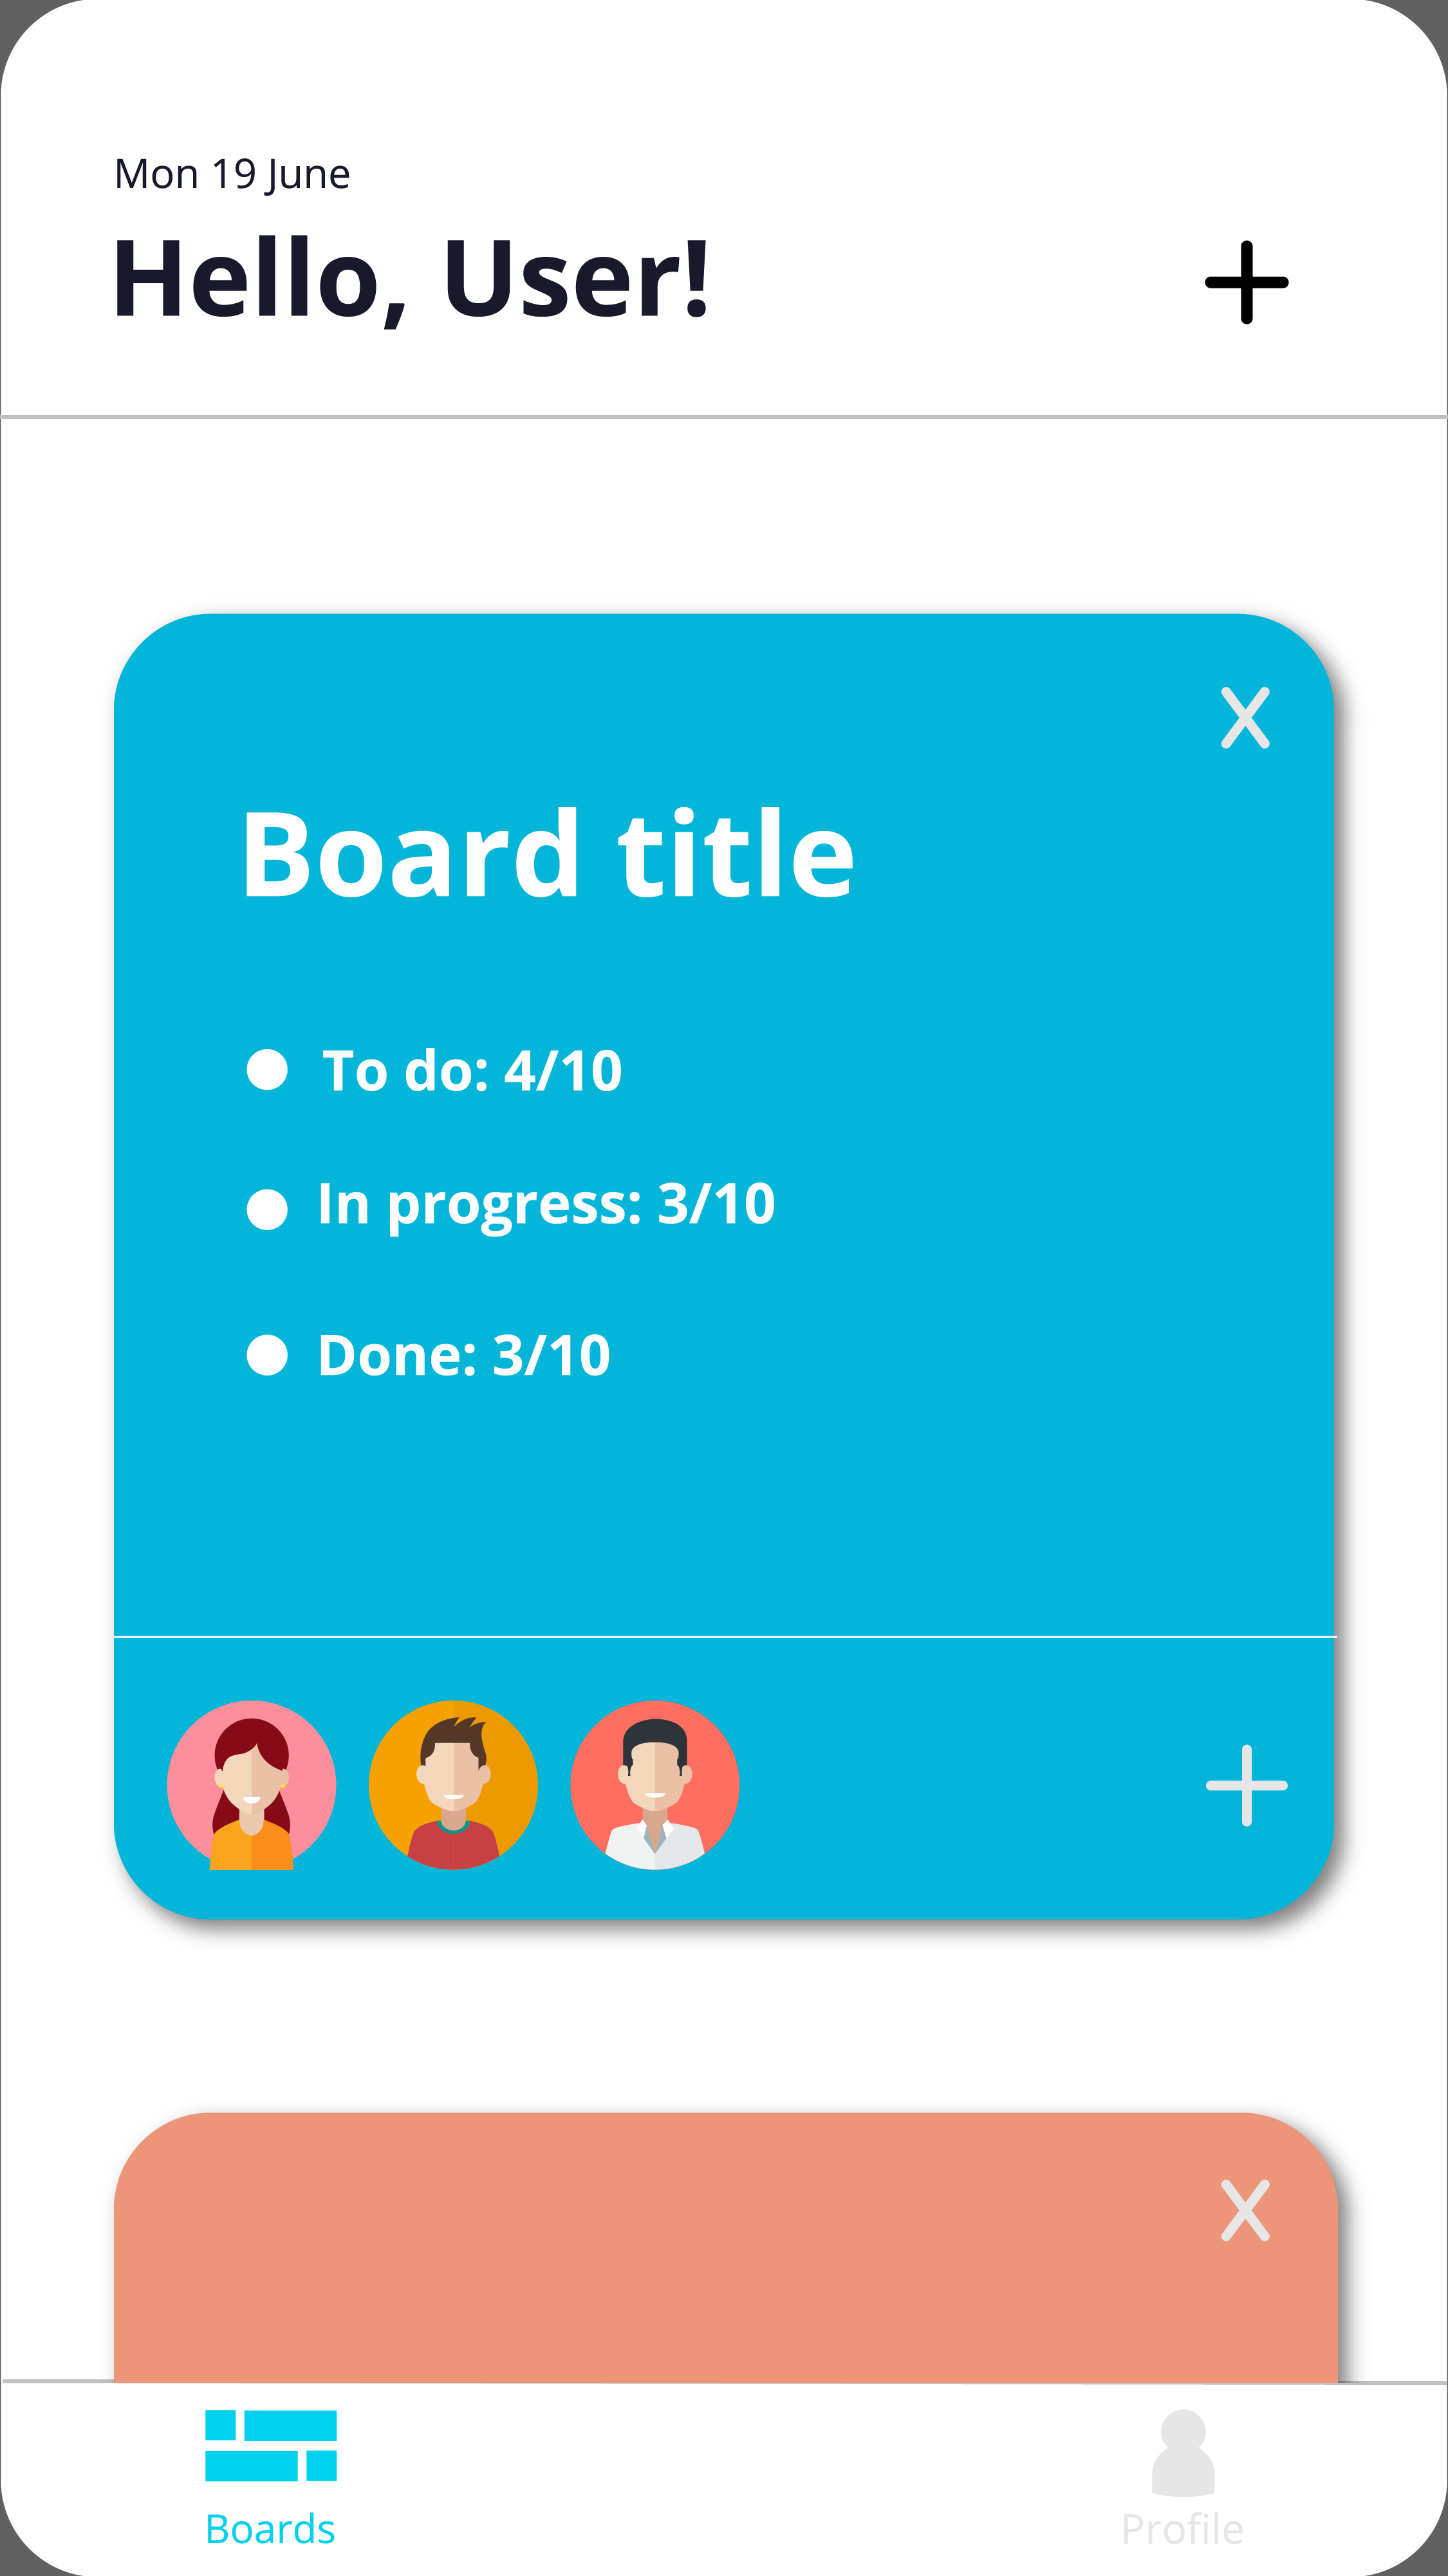 Mon 19 June
Hello, User!
Board title
To do: 4/10
In progress: 3/10
Done: 3/10
Boards
Profile